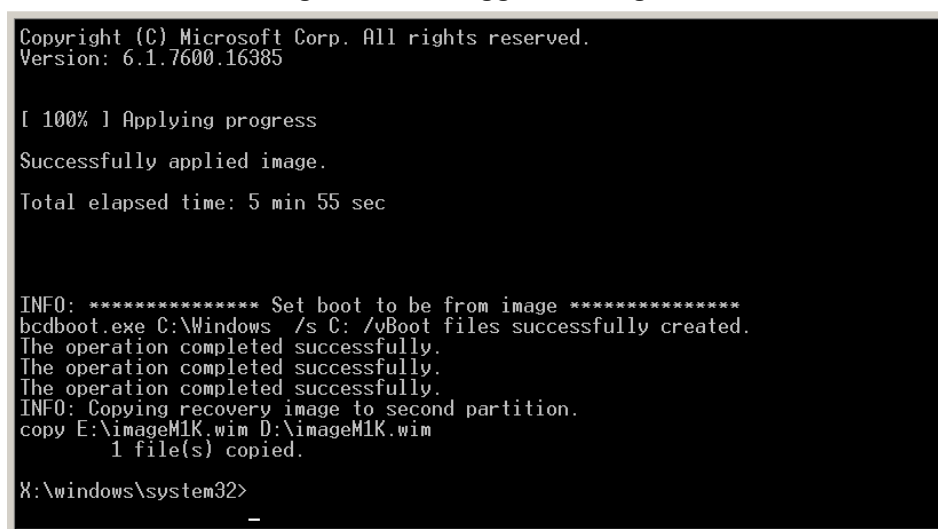 Copyright (C) Microsoft Corp. All rights reserved.
Version: 6.1.7600.16385
[ 100% ] Applying progress
Successfully applied image.
Total elapsed time: 5 min 55 sec
INFO: *************** Set boot to be from image ***************
bcdboot.exe C:\Windows  /s C: /vBoot files successfully created.
The operation completed successfully.
The operation completed successfully.
The operation completed successfully.
INFO: Copying recovery image to second partition.
copy E:\imageM1K.wim D:\imageM1K.wim
        1 file(s) copied.
X:\windows\system32>